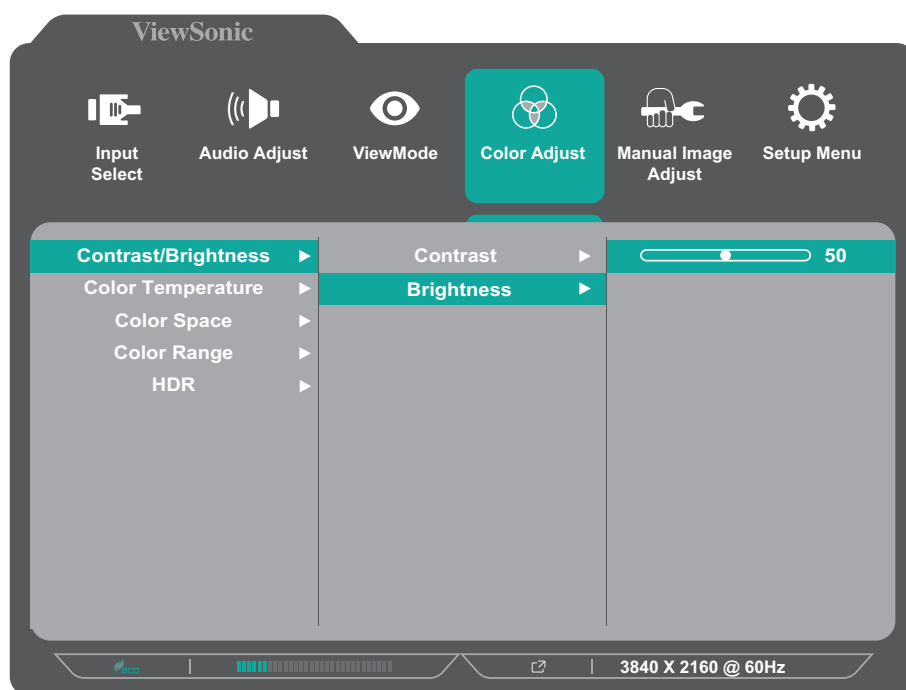 ViewSonic
Input Select
Audio Adjust
ViewMode
Color Adjust
Manual Image Adjust
Setup Menu
Contrast/Brightness
Contrast
50
Color Temperature
Brightness
Color Space
Color Range
HDR
eco
3840 X 2160 @ 60Hz